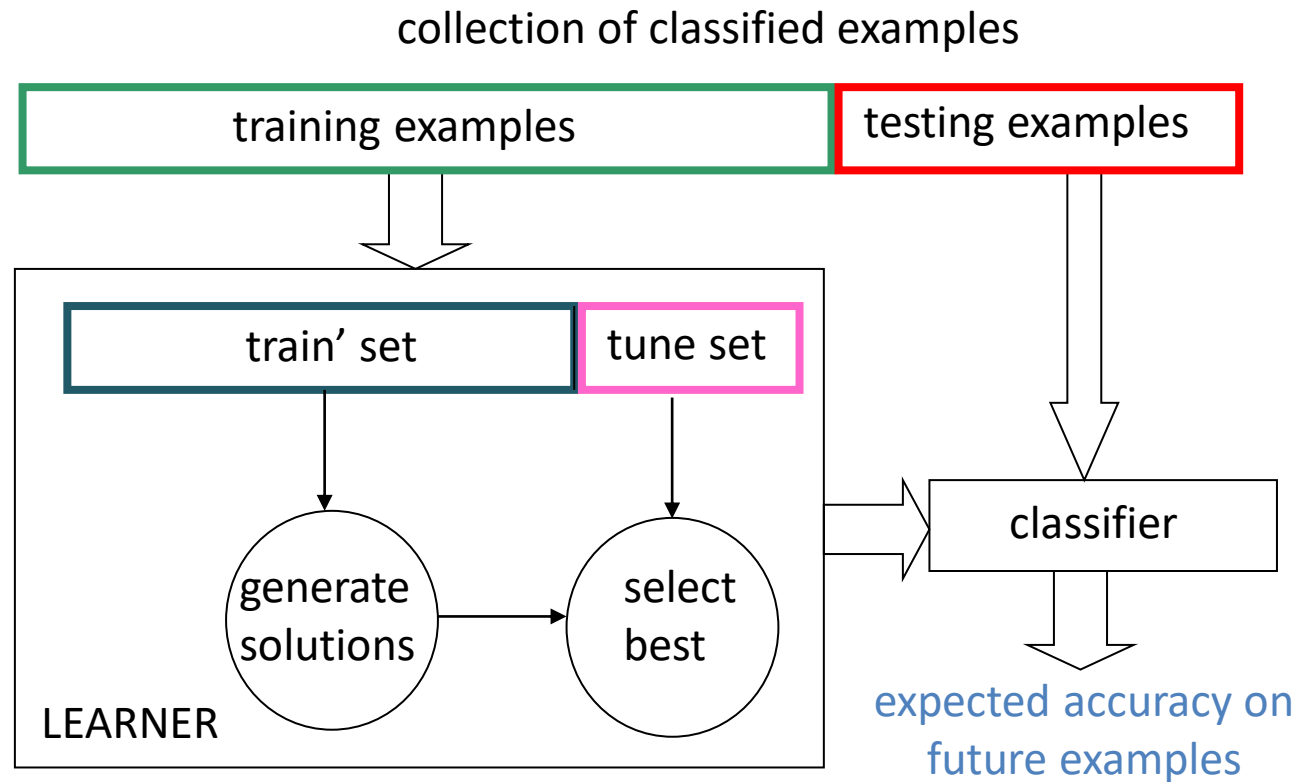 collection of classified examples
training examples
testing examples
train’ set
tune set
generate
solutions
select
best
classifier
LEARNER
expected accuracy on
future examples